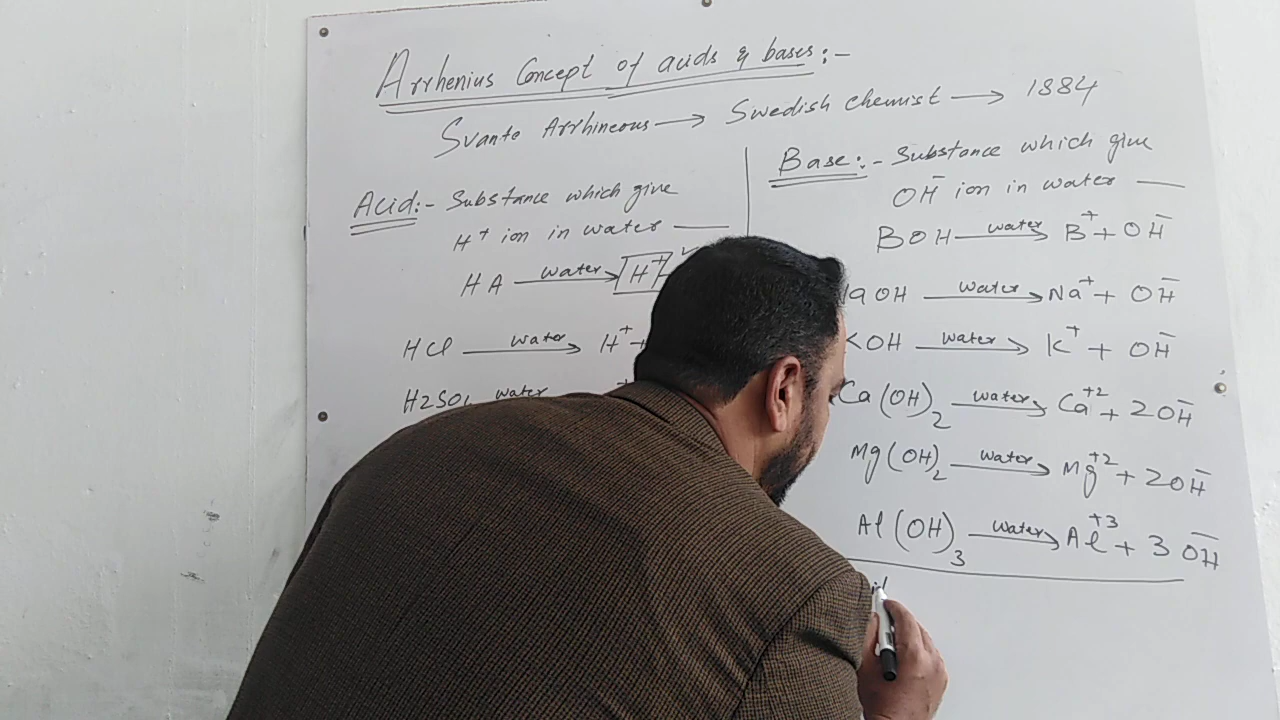 Arrhenius Concept of acids & bases:-
Svante Arrhineous → Swedish chemist → 1884
Acid:- Substance which give
H⁺ ion in water —
HA water→ H⁺
HCl water→ H⁺ +
H2SO4 water +
Base:- Substance which give
OH⁻ ion in water —
BOH water→ B⁺ + OH⁻
NaOH water→ Na⁺ + OH⁻
KOH water→ K⁺ + OH⁻
Ca(OH)₂ water→ Ca⁺² + 2OH⁻
Mg(OH)₂ water→ Mg⁺² + 2OH⁻
Al(OH)₃ water→ Al⁺³ + 3OH⁻